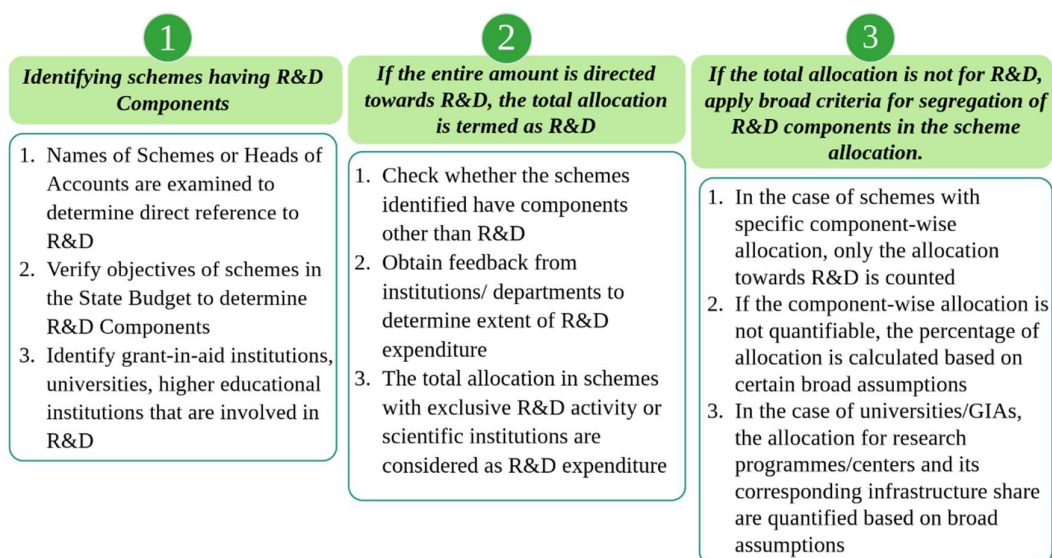 1
Identifying schemes having R&D
Components
1. Names of Schemes or Heads of
Accounts are examined to
determine direct reference to
R&D
2. Verify objectives of schemes in
the State Budget to determine
R&D Components
3. Identify grant-in-aid institutions,
universities, higher educational
institutions that are involved in
R&D
2
If the entire amount is directed
towards R&D, the total allocation
is termed as R&D
1. Check whether the schemes
identified have components
other than R&D
2. Obtain feedback from
institutions/ departments to
determine extent of R&D
expenditure
3. The total allocation in schemes
with exclusive R&D activity or
scientific institutions are
considered as R&D expenditure
3
If the total allocation is not for R&D,
apply broad criteria for segregation of
R&D components in the scheme
allocation.
1. In the case of schemes with
specific component-wise
allocation, only the allocation
towards R&D is counted
2. If the component-wise allocation is
not quantifiable, the percentage of
allocation is calculated based on
certain broad assumptions
3. In the case of universities/GIAs,
the allocation for research
programmes/centers and its
corresponding infrastructure share
are quantified based on broad
assumptions